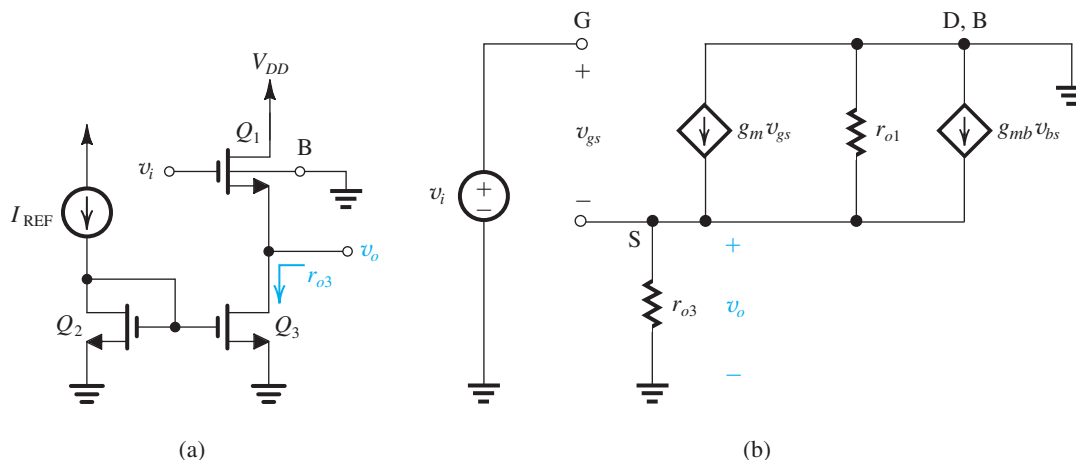 V_DD
Q_1
B
v_i
I_REF
v_o
r_o3
Q_2
Q_3
(a)
G
D, B
+
v_gs
−
g_m v_gs
r_o1
g_mb v_bs
v_i
+
−
S
r_o3
+
v_o
−
(b)